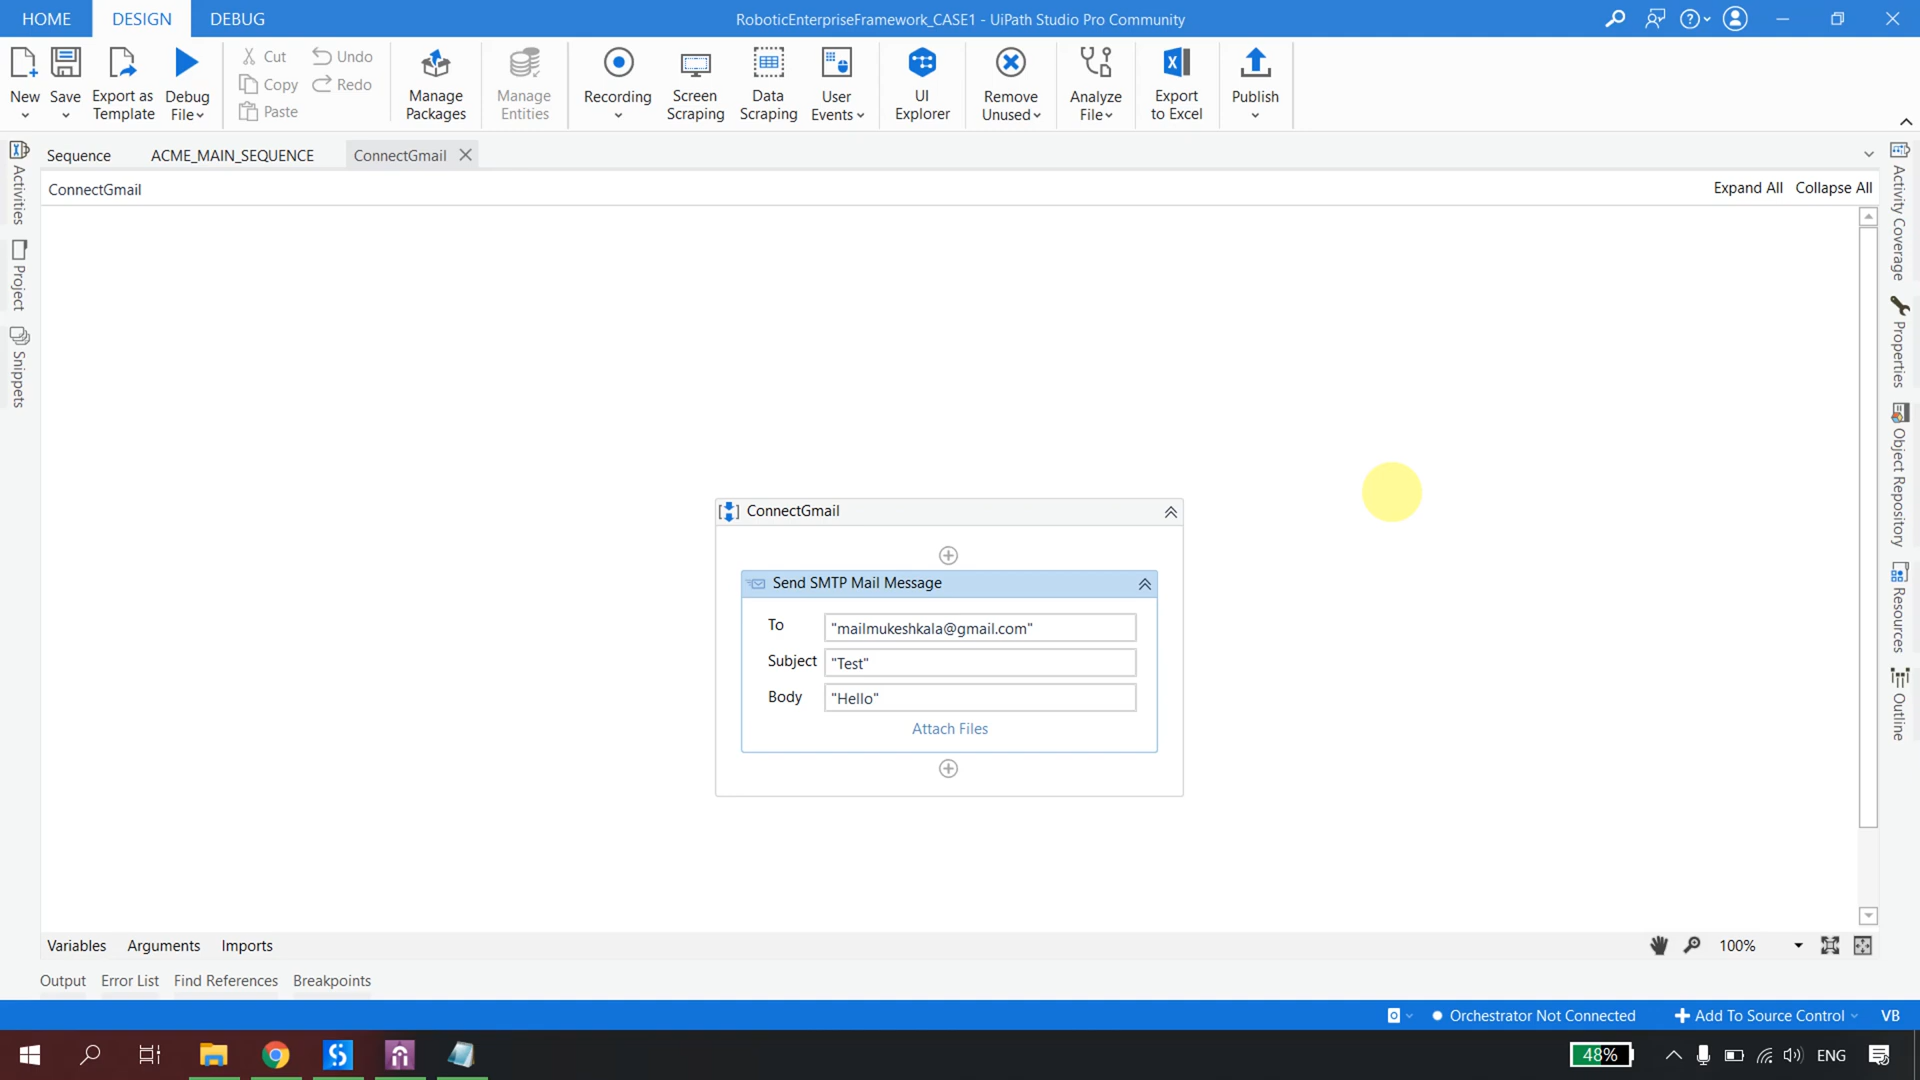 HOME DESIGN DEBUG RoboticEnterpriseFramework_CASE1 - UiPath Studio Pro Community
New Save Export as Template Debug File Cut Copy Paste Undo Redo Manage Packages Manage Entities Recording Screen Scraping Data Scraping User Events UI Explorer Remove Unused Analyze File Export to Excel Publish
Sequence ACME_MAIN_SEQUENCE ConnectGmail
ConnectGmail Expand All Collapse All
Activities
Project
Snippets
ConnectGmail
Send SMTP Mail Message
To "mailmukeshkala@gmail.com"
Subject "Test"
Body "Hello"
Attach Files
Activity Coverage
Properties
Object Repository
Resources
Outline
Variables Arguments Imports 100%
Output Error List Find References Breakpoints
Orchestrator Not Connected Add To Source Control VB
48% ENG